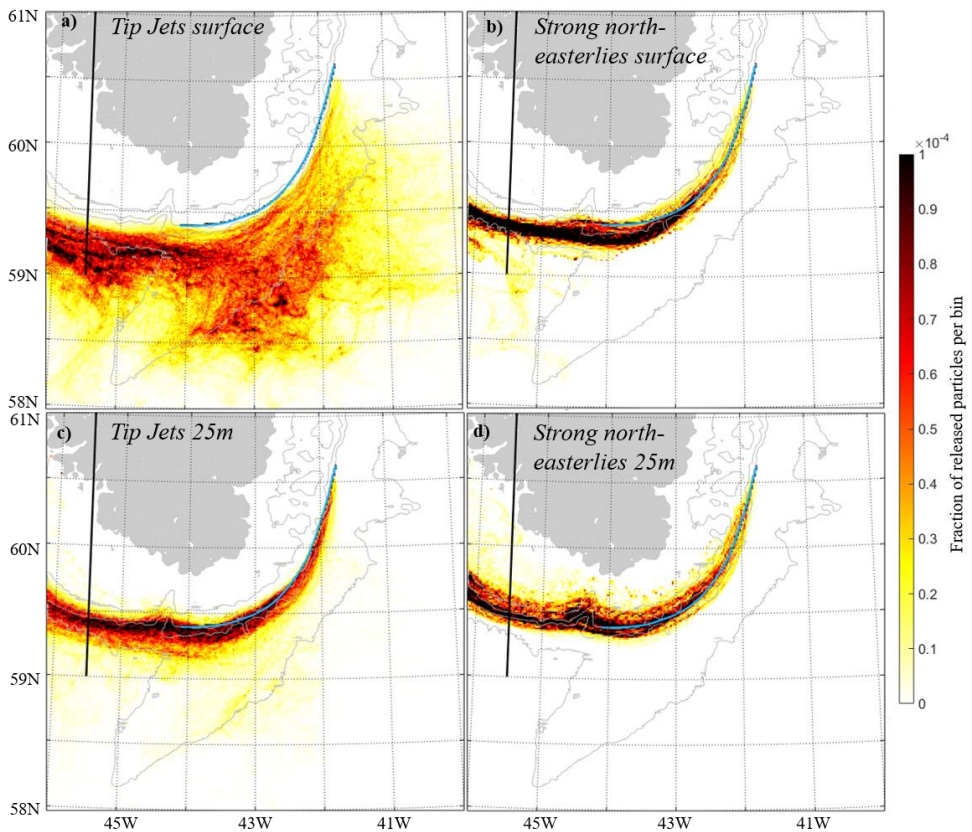 61N
a)
Tip Jets surface
b)
Strong north-
easterlies surface
60N
59N
58N
×10⁻⁴
1
0.9
0.8
0.7
0.6
0.5
0.4
0.3
0.2
0.1
0
Fraction of released particles per bin
61N
c)
Tip Jets 25m
d)
Strong north-
easterlies 25m
60N
59N
58N
45W
43W
41W
45W
43W
41W